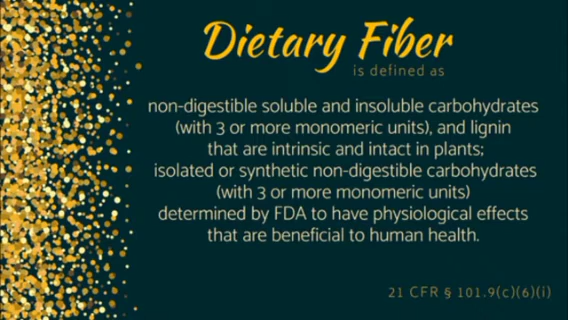 Dietary Fiber
is defined as
non-digestible soluble and insoluble carbohydrates
(with 3 or more monomeric units), and lignin
that are intrinsic and intact in plants;
isolated or synthetic non-digestible carbohydrates
(with 3 or more monomeric units)
determined by FDA to have physiological effects
that are beneficial to human health.
21 CFR § 101.9(c)(6)(i)